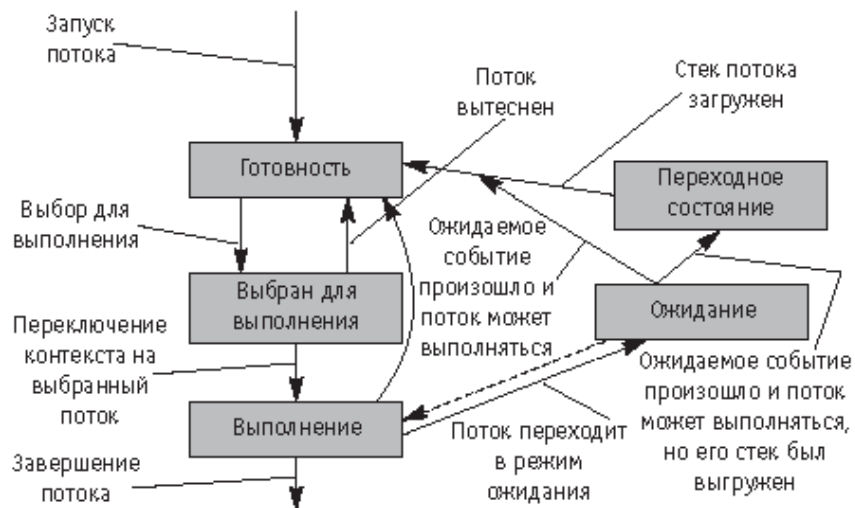 Запуск
потока
Поток
вытеснен
Стек потока
загружен
Готовность
Переходное
состояние
Выбор для
выполнения
Ожидаемое
событие
произошло и
поток может
выполняться
Выбран для
выполнения
Ожидание
Переключение
контекста на
выбранный
поток
Ожидаемое событие
произошло и поток
может выполняться,
но его стек был
выгружен
Выполнение
Поток переходит
в режим
ожидания
Завершение
потока